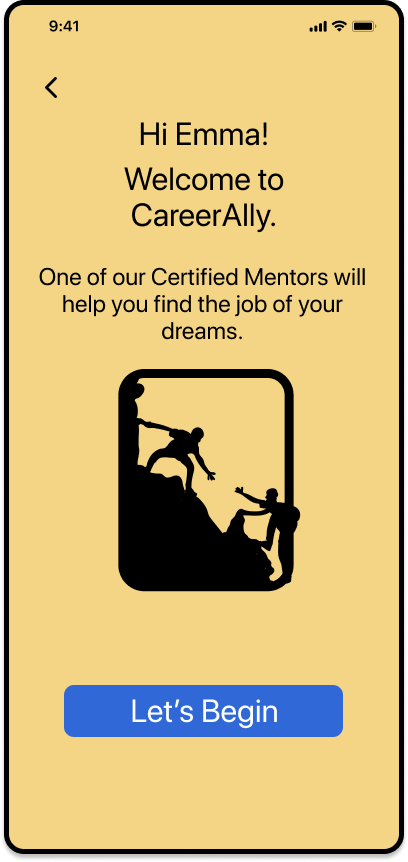 9:41
Hi Emma!
Welcome to
CareerAlly.
One of our Certified Mentors will
help you find the job of your
dreams.
Let’s Begin